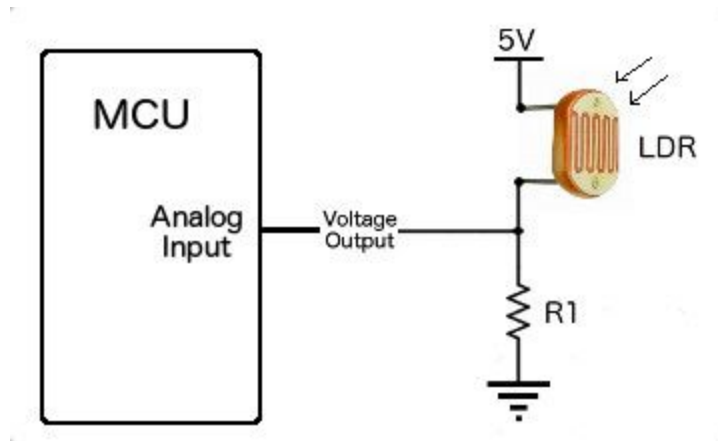 5V
MCU
LDR
Analog
Input
Voltage
Output
R1